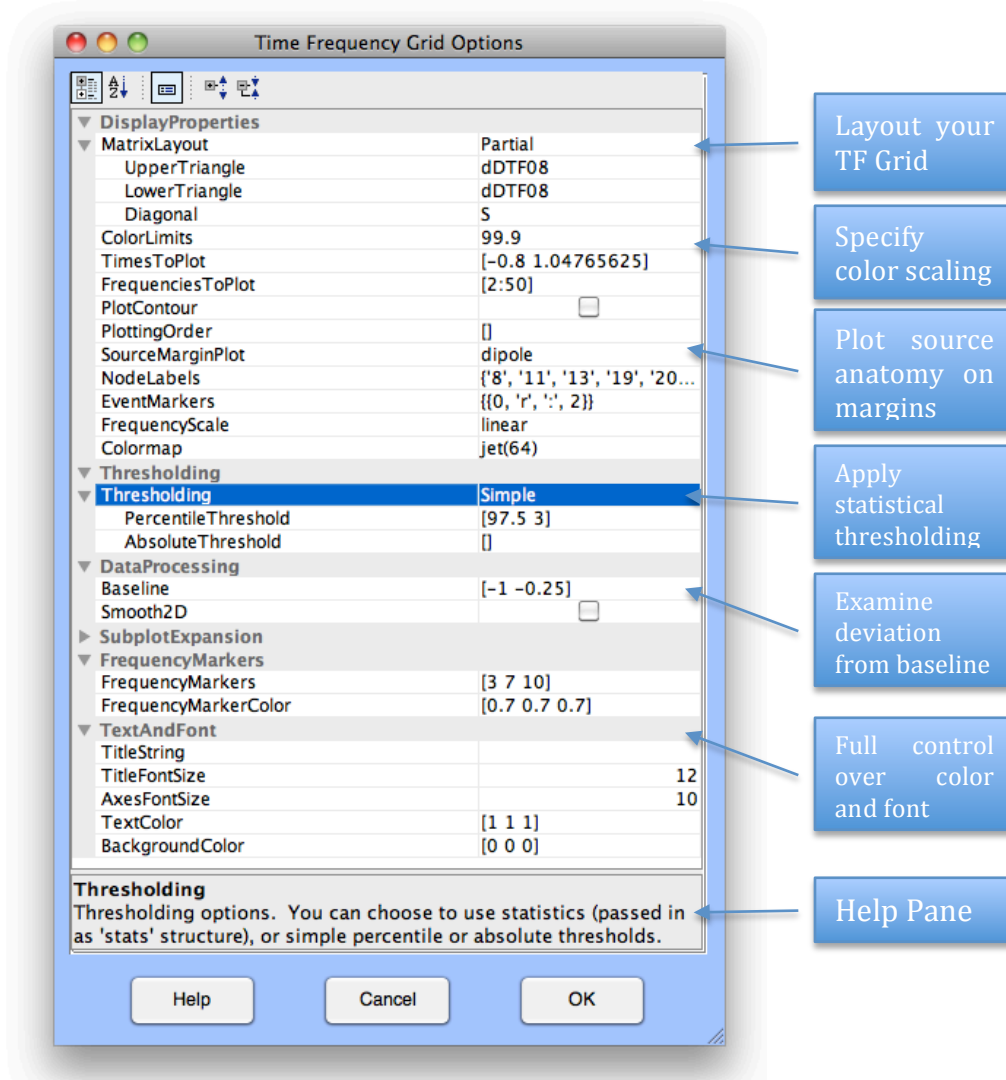 Time Frequency Grid Options
DisplayProperties
MatrixLayout Partial
UpperTriangle dDTF08
LowerTriangle dDTF08
Diagonal S
ColorLimits 99.9
TimesToPlot [-0.8 1.04765625]
FrequenciesToPlot [2:50]
PlotContour
PlottingOrder []
SourceMarginPlot dipole
NodeLabels {'8', '11', '13', '19', '20...
EventMarkers {{0, 'r', ':', 2}}
FrequencyScale linear
Colormap jet(64)
Thresholding
Thresholding Simple
PercentileThreshold [97.5 3]
AbsoluteThreshold []
DataProcessing
Baseline [-1 -0.25]
Smooth2D
SubplotExpansion
FrequencyMarkers
FrequencyMarkers [3 7 10]
FrequencyMarkerColor [0.7 0.7 0.7]
TextAndFont
TitleString
TitleFontSize 12
AxesFontSize 10
TextColor [1 1 1]
BackgroundColor [0 0 0]
Thresholding
Thresholding options. You can choose to use statistics (passed in
as 'stats' structure), or simple percentile or absolute thresholds.
Help Cancel OK
Layout your
TF Grid
Specify
color scaling
Plot source
anatomy on
margins
Apply
statistical
thresholding
Examine
deviation
from baseline
Full control
over color
and font
Help Pane